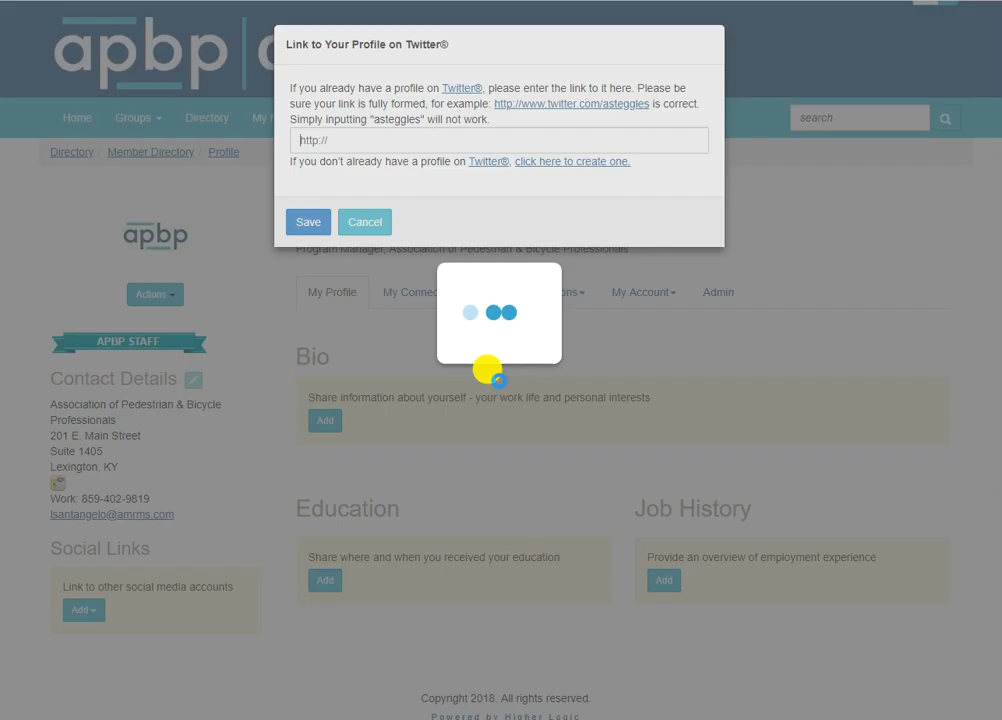 apbp
Link to Your Profile on Twitter®
If you already have a profile on Twitter®, please enter the link to it here. Please be
sure your link is fully formed, for example: http://www.twitter.com/asteggles is correct.
Simply inputting "asteggles" will not work.
http://
If you don't already have a profile on Twitter®, click here to create one.
Save Cancel
Home Groups Directory My
search
Directory / Member Directory / Profile
Program Manager, Association of Pedestrian & Bicycle Professionals
apbp
Actions
My Profile My Connec ons My Account Admin
APBP STAFF
Contact Details
Association of Pedestrian & Bicycle
Professionals
201 E. Main Street
Suite 1405
Lexington, KY
Work: 859-402-9819
lsantangelo@amrms.com
Social Links
Link to other social media accounts
Add
Bio
Share information about yourself - your work life and personal interests
Add
Education
Share where and when you received your education
Add
Job History
Provide an overview of employment experience
Add
Copyright 2018. All rights reserved.
Powered by Higher Logic